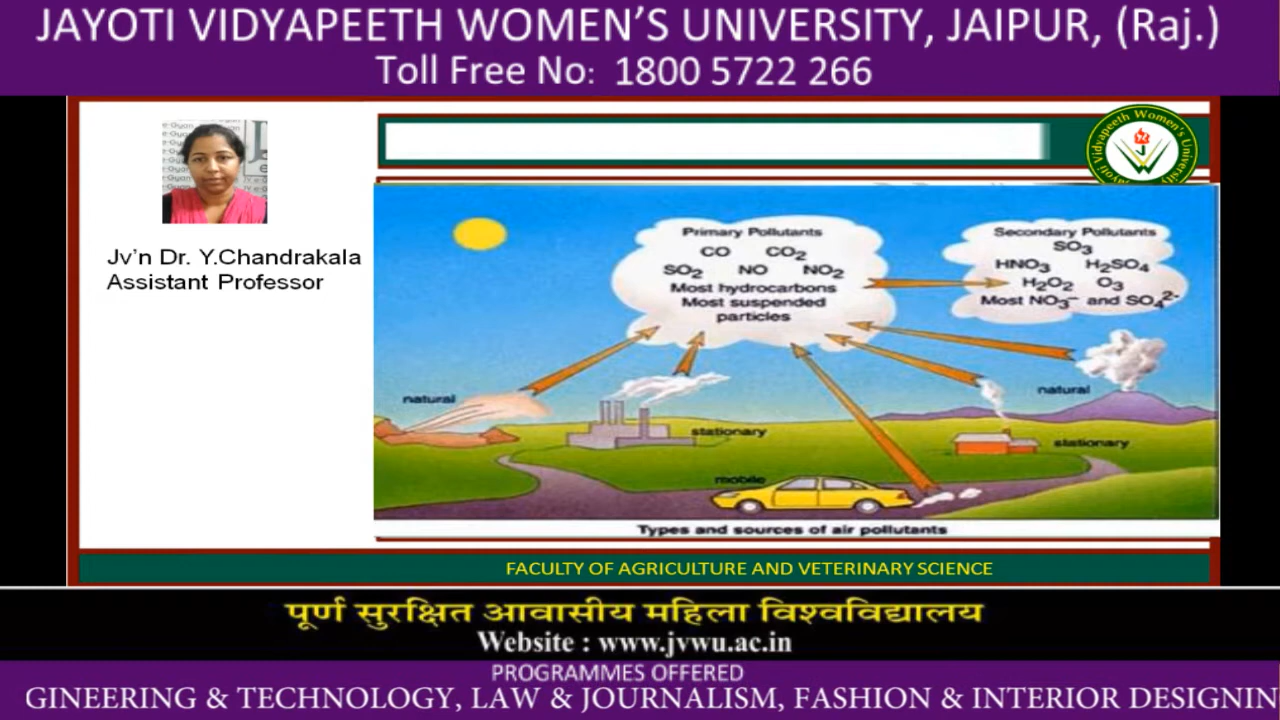 JAYOTI VIDYAPEETH WOMEN'S UNIVERSITY, JAIPUR, (Raj.)
Toll Free No: 1800 5722 266
Jayoti Vidyapeeth Women's University
Jv'n Dr. Y.Chandrakala
Assistant Professor
Primary Pollutants
CO CO2
SO2 NO NO2
Most hydrocarbons
Most suspended
particles
Secondary Pollutants
SO3
HNO3 H2SO4
H2O2 O3
Most NO3⁻ and SO4²⁻
natural
stationary
mobile
natural
stationary
Types and sources of air pollutants
FACULTY OF AGRICULTURE AND VETERINARY SCIENCE
पूर्ण सुरक्षित आवासीय महिला विश्वविद्यालय
Website : www.jvwu.ac.in
PROGRAMMES OFFERED
GINEERING & TECHNOLOGY, LAW & JOURNALISM, FASHION & INTERIOR DESIGNIN